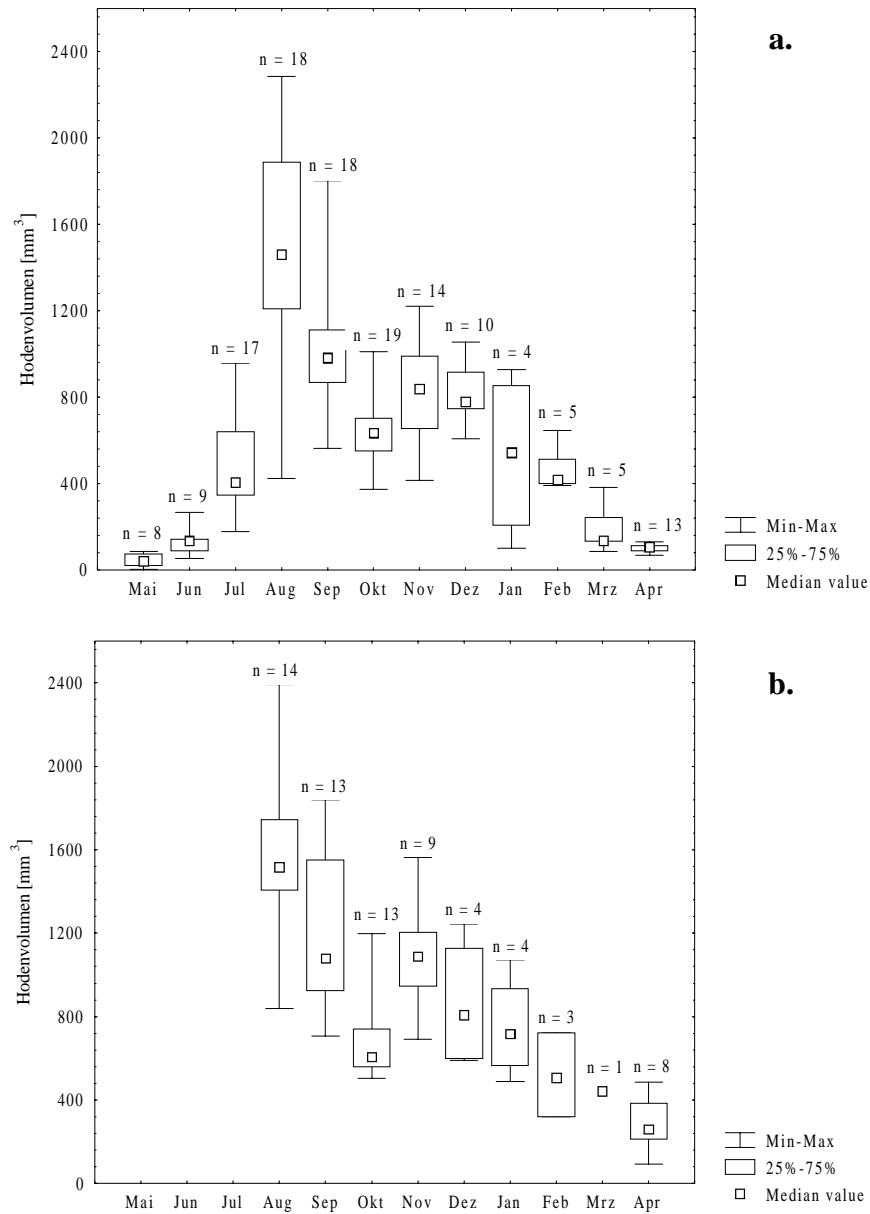 a.
Hodenvolumen [mm³]
2400
2000
1600
1200
800
400
0
n = 8
n = 9
n = 17
n = 18
n = 18
n = 19
n = 14
n = 10
n = 4
n = 5
n = 5
n = 13
Mai Jun Jul Aug Sep Okt Nov Dez Jan Feb Mrz Apr
Min-Max
25%-75%
Median value
b.
Hodenvolumen [mm³]
2400
2000
1600
1200
800
400
0
n = 14
n = 13
n = 13
n = 9
n = 4
n = 4
n = 3
n = 1
n = 8
Mai Jun Jul Aug Sep Okt Nov Dez Jan Feb Mrz Apr
Min-Max
25%-75%
Median value